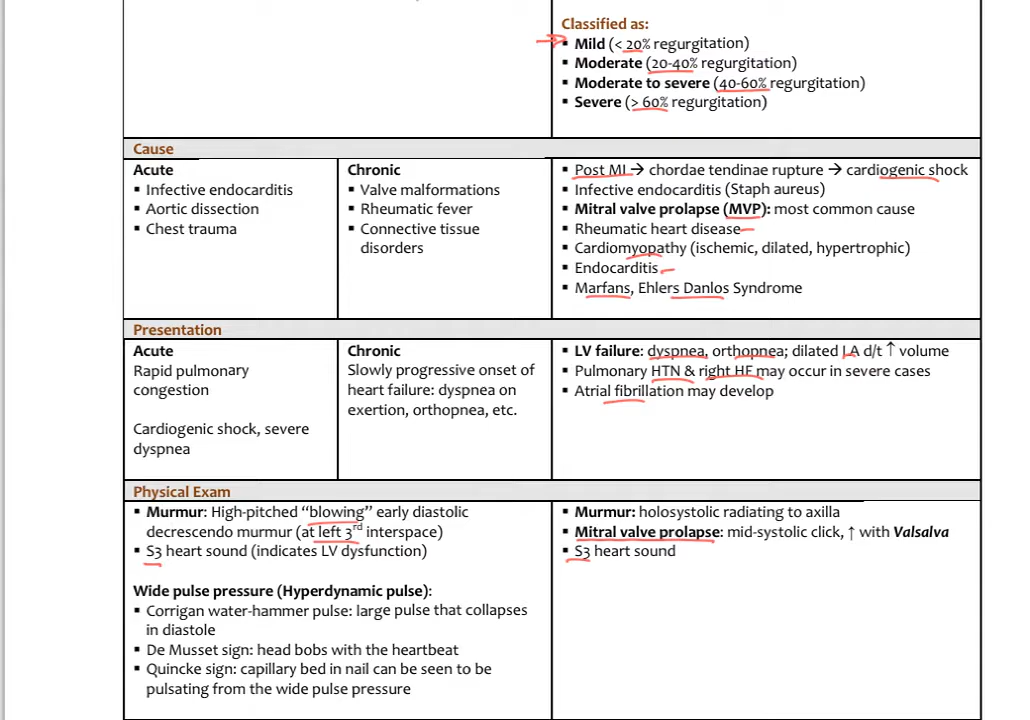 Classified as:
▪ Mild (< 20% regurgitation)
▪ Moderate (20-40% regurgitation)
▪ Moderate to severe (40-60% regurgitation)
▪ Severe (> 60% regurgitation)
Cause
Acute
▪ Infective endocarditis
▪ Aortic dissection
▪ Chest trauma
Chronic
▪ Valve malformations
▪ Rheumatic fever
▪ Connective tissue
disorders
▪ Post MI → chordae tendinae rupture → cardiogenic shock
▪ Infective endocarditis (Staph aureus)
▪ Mitral valve prolapse (MVP): most common cause
▪ Rheumatic heart disease
▪ Cardiomyopathy (ischemic, dilated, hypertrophic)
▪ Endocarditis
▪ Marfans, Ehlers Danlos Syndrome
Presentation
Acute
Rapid pulmonary
congestion
Cardiogenic shock, severe
dyspnea
Chronic
Slowly progressive onset of
heart failure: dyspnea on
exertion, orthopnea, etc.
▪ LV failure: dyspnea, orthopnea; dilated LA d/t ↑ volume
▪ Pulmonary HTN & right HF may occur in severe cases
▪ Atrial fibrillation may develop
Physical Exam
▪ Murmur: High-pitched “blowing” early diastolic
decrescendo murmur (at left 3rd interspace)
▪ S3 heart sound (indicates LV dysfunction)
Wide pulse pressure (Hyperdynamic pulse):
▪ Corrigan water-hammer pulse: large pulse that collapses
in diastole
▪ De Musset sign: head bobs with the heartbeat
▪ Quincke sign: capillary bed in nail can be seen to be
pulsating from the wide pulse pressure
▪ Murmur: holosystolic radiating to axilla
▪ Mitral valve prolapse: mid-systolic click, ↑ with Valsalva
▪ S3 heart sound